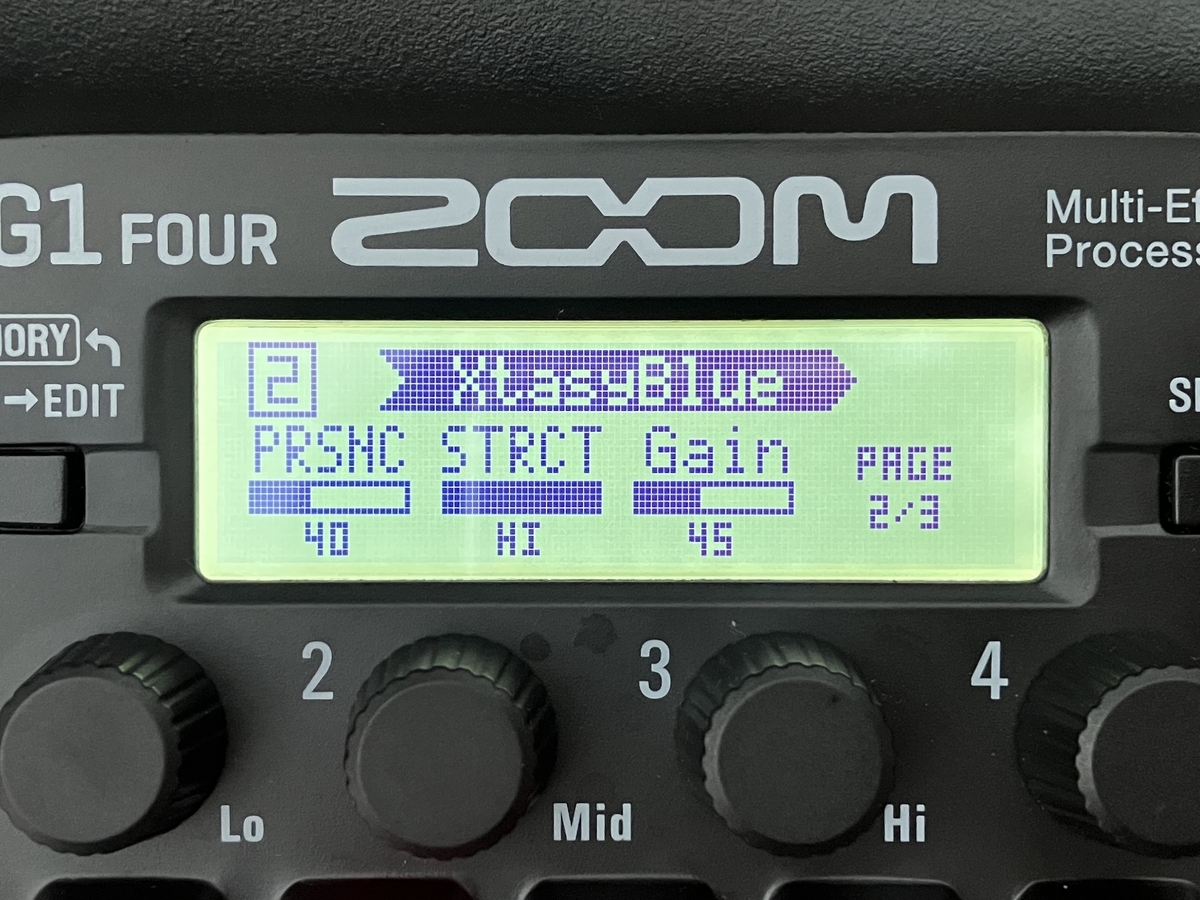 G1 FOUR
ZOOM
Multi-Ef
Process
MORY
→EDIT
2 XtasyBlue
PRSNC STRCT Gain PAGE
40 HI 45 2/3
2 3 4
Lo Mid Hi